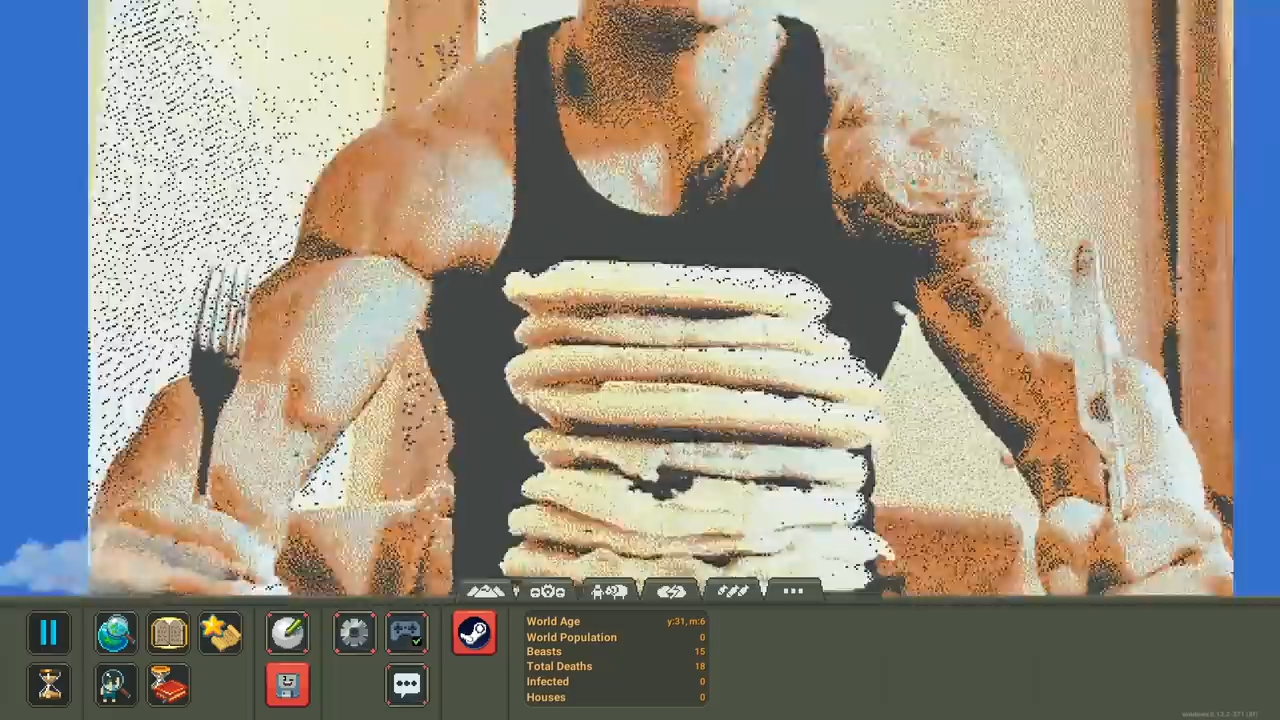 World Age y:31, m:6
World Population 0
Beasts 15
Total Deaths 18
Infected 0
Houses 0